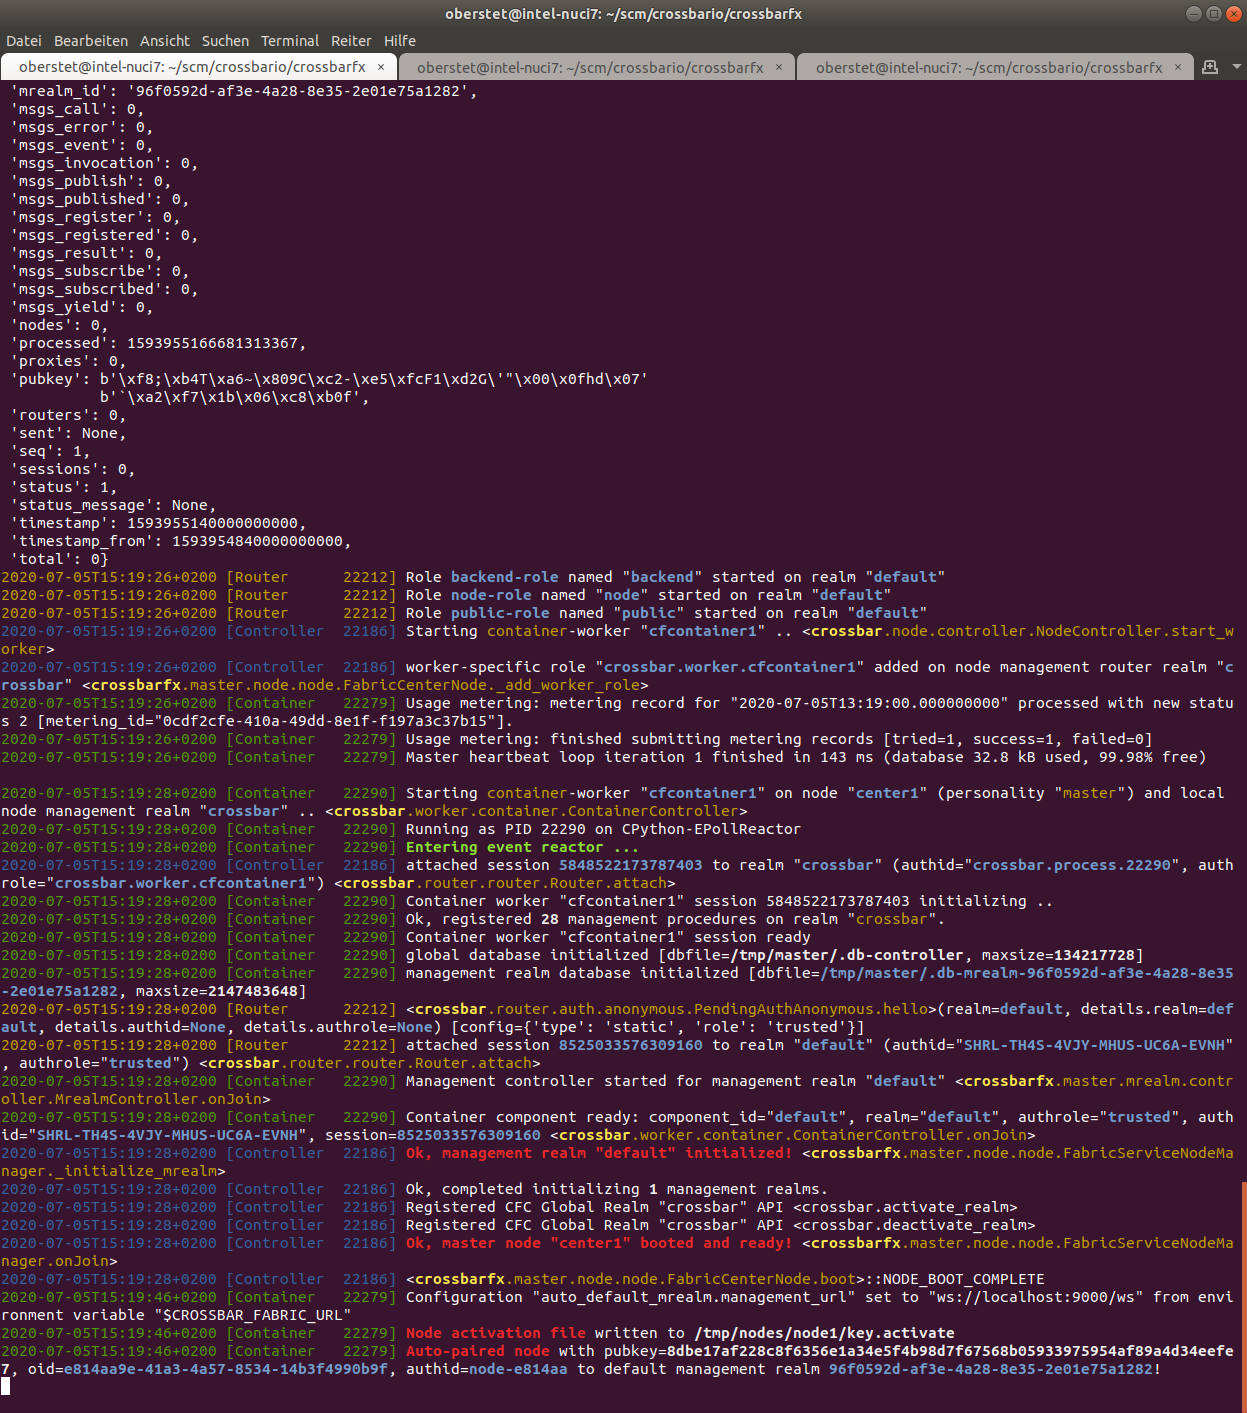 oberstet@intel-nuci7: ~/scm/crossbario/crossbarfx
Datei Bearbeiten Ansicht Suchen Terminal Reiter Hilfe
oberstet@intel-nuci7: ~/scm/crossbario/crossbarfx × oberstet@intel-nuci7: ~/scm/crossbario/crossbarfx × oberstet@intel-nuci7: ~/scm/crossbario/crossbarfx ×
'mrealm_id': '96f0592d-af3e-4a28-8e35-2e01e75a1282',
'msgs_call': 0,
'msgs_error': 0,
'msgs_event': 0,
'msgs_invocation': 0,
'msgs_publish': 0,
'msgs_published': 0,
'msgs_register': 0,
'msgs_registered': 0,
'msgs_result': 0,
'msgs_subscribe': 0,
'msgs_subscribed': 0,
'msgs_yield': 0,
'nodes': 0,
'processed': 1593955166681313367,
'proxies': 0,
'pubkey': b'\xf8;\xb4T\xa6~\x809C\xc2-\xe5\xfcF1\xd2G\'"\x00\x0fhd\x07'
b'`\xa2\xf7\x1b\x06\xc8\xb0f',
'routers': 0,
'sent': None,
'seq': 1,
'sessions': 0,
'status': 1,
'status_message': None,
'timestamp': 1593955140000000000,
'timestamp_from': 1593954840000000000,
'total': 0}
2020-07-05T15:19:26+0200 [Router      22212] Role backend-role named "backend" started on realm "default"
2020-07-05T15:19:26+0200 [Router      22212] Role node-role named "node" started on realm "default"
2020-07-05T15:19:26+0200 [Router      22212] Role public-role named "public" started on realm "default"
2020-07-05T15:19:26+0200 [Controller  22186] Starting container-worker "cfcontainer1" .. <crossbar.node.controller.NodeController.start_w
orker>
2020-07-05T15:19:26+0200 [Controller  22186] worker-specific role "crossbar.worker.cfcontainer1" added on node management router realm "c
rossbar" <crossbarfx.master.node.node.FabricCenterNode._add_worker_role>
2020-07-05T15:19:26+0200 [Container   22279] Usage metering: metering record for "2020-07-05T13:19:00.000000000" processed with new statu
s 2 [metering_id="0cdf2cfe-410a-49dd-8e1f-f197a3c37b15"].
2020-07-05T15:19:26+0200 [Container   22279] Usage metering: finished submitting metering records [tried=1, success=1, failed=0]
2020-07-05T15:19:26+0200 [Container   22279] Master heartbeat loop iteration 1 finished in 143 ms (database 32.8 kB used, 99.98% free)
2020-07-05T15:19:28+0200 [Container   22290] Starting container-worker "cfcontainer1" on node "center1" (personality "master") and local
node management realm "crossbar" .. <crossbar.worker.container.ContainerController>
2020-07-05T15:19:28+0200 [Container   22290] Running as PID 22290 on CPython-EPollReactor
2020-07-05T15:19:28+0200 [Container   22290] Entering event reactor ...
2020-07-05T15:19:28+0200 [Controller  22186] attached session 5848522173787403 to realm "crossbar" (authid="crossbar.process.22290", auth
role="crossbar.worker.cfcontainer1") <crossbar.router.router.Router.attach>
2020-07-05T15:19:28+0200 [Container   22290] Container worker "cfcontainer1" session 5848522173787403 initializing ..
2020-07-05T15:19:28+0200 [Container   22290] Ok, registered 28 management procedures on realm "crossbar".
2020-07-05T15:19:28+0200 [Container   22290] Container worker "cfcontainer1" session ready
2020-07-05T15:19:28+0200 [Container   22290] global database initialized [dbfile=/tmp/master/.db-controller, maxsize=134217728]
2020-07-05T15:19:28+0200 [Container   22290] management realm database initialized [dbfile=/tmp/master/.db-mrealm-96f0592d-af3e-4a28-8e35
-2e01e75a1282, maxsize=2147483648]
2020-07-05T15:19:28+0200 [Router      22212] <crossbar.router.auth.anonymous.PendingAuthAnonymous.hello>(realm=default, details.realm=def
ault, details.authid=None, details.authrole=None) [config={'type': 'static', 'role': 'trusted'}]
2020-07-05T15:19:28+0200 [Router      22212] attached session 8525033576309160 to realm "default" (authid="SHRL-TH4S-4VJY-MHUS-UC6A-EVNH"
, authrole="trusted") <crossbar.router.router.Router.attach>
2020-07-05T15:19:28+0200 [Container   22290] Management controller started for management realm "default" <crossbarfx.master.mrealm.contr
oller.MrealmController.onJoin>
2020-07-05T15:19:28+0200 [Container   22290] Container component ready: component_id="default", realm="default", authrole="trusted", auth
id="SHRL-TH4S-4VJY-MHUS-UC6A-EVNH", session=8525033576309160 <crossbar.worker.container.ContainerController.onJoin>
2020-07-05T15:19:28+0200 [Controller  22186] Ok, management realm "default" initialized! <crossbarfx.master.node.node.FabricServiceNodeMa
nager._initialize_mrealm>
2020-07-05T15:19:28+0200 [Controller  22186] Ok, completed initializing 1 management realms.
2020-07-05T15:19:28+0200 [Controller  22186] Registered CFC Global Realm "crossbar" API <crossbar.activate_realm>
2020-07-05T15:19:28+0200 [Controller  22186] Registered CFC Global Realm "crossbar" API <crossbar.deactivate_realm>
2020-07-05T15:19:28+0200 [Controller  22186] Ok, master node "center1" booted and ready! <crossbarfx.master.node.node.FabricServiceNodeMa
nager.onJoin>
2020-07-05T15:19:28+0200 [Controller  22186] <crossbarfx.master.node.node.FabricCenterNode.boot>::NODE_BOOT_COMPLETE
2020-07-05T15:19:46+0200 [Container   22279] Configuration "auto_default_mrealm.management_url" set to "ws://localhost:9000/ws" from envi
ronment variable "$CROSSBAR_FABRIC_URL"
2020-07-05T15:19:46+0200 [Container   22279] Node activation file written to /tmp/nodes/node1/key.activate
2020-07-05T15:19:46+0200 [Container   22279] Auto-paired node with pubkey=8dbe17af228c8f6356e1a34e5f4b98d7f67568b05933975954af89a4d34eefe
7, oid=e814aa9e-41a3-4a57-8534-14b3f4990b9f, authid=node-e814aa to default management realm 96f0592d-af3e-4a28-8e35-2e01e75a1282!